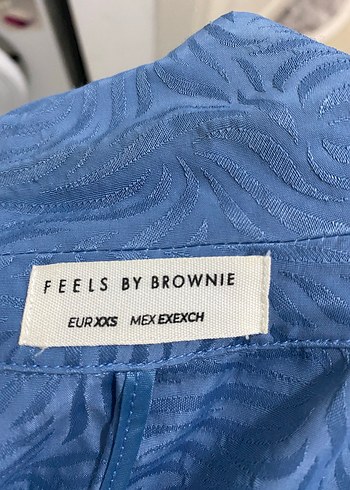 FEELS BY BROWNIE
EUR XXS MEX EXEXCH